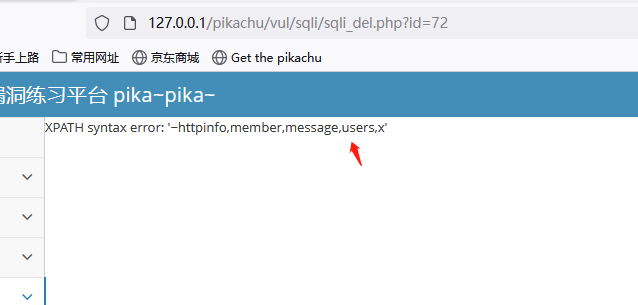 127.0.0.1/pikachu/vul/sqli/sqli_del.php?id=72
新手上路 常用网址 京东商城 Get the pikachu
漏洞练习平台 pika~pika~
XPATH syntax error: '~httpinfo,member,message,users,x'